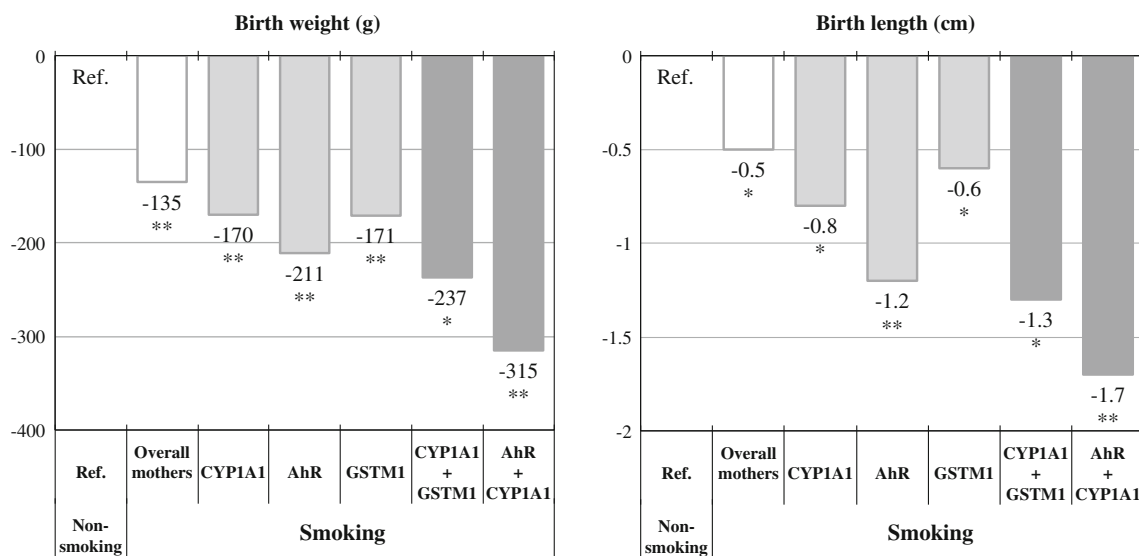 Birth weight (g)
0
-100
-200
-300
-400
Ref.
-135
**
-170
**
-211
**
-171
**
-237
*
-315
**
Ref.
Overall
mothers
CYP1A1
AhR
GSTM1
CYP1A1
+
GSTM1
AhR
+
CYP1A1
Non-
smoking
Smoking
Birth length (cm)
0
-0.5
-1
-1.5
-2
Ref.
-0.5
*
-0.8
*
-1.2
**
-0.6
*
-1.3
*
-1.7
**
Ref.
Overall
mothers
CYP1A1
AhR
GSTM1
CYP1A1
+
GSTM1
AhR
+
CYP1A1
Non-
smoking
Smoking